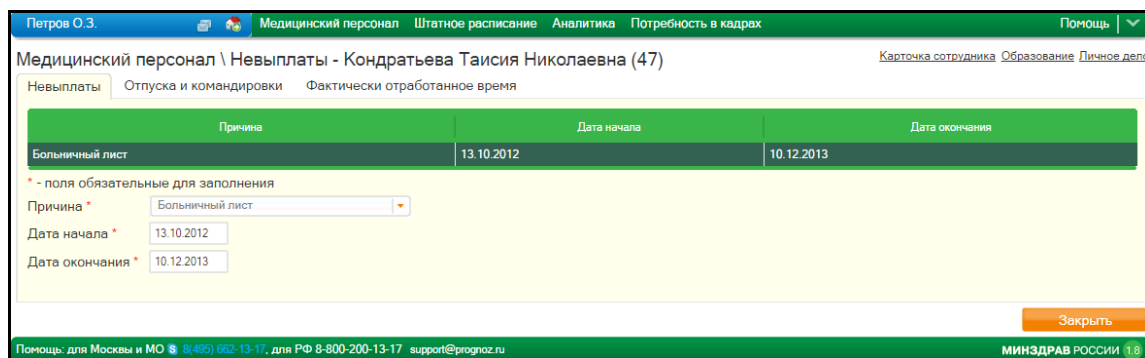 Петров О.З. Медицинский персонал Штатное расписание Аналитика Потребность в кадрах Помощь
Медицинский персонал \ Невыплаты - Кондратьева Таисия Николаевна (47) Карточка сотрудника Образование Личное дело
Невыплаты Отпуска и командировки Фактически отработанное время
Причина Дата начала Дата окончания
Больничный лист 13.10.2012 10.12.2013
* - поля обязательные для заполнения
Причина * Больничный лист
Дата начала * 13.10.2012
Дата окончания * 10.12.2013
Закрыть
Помощь: для Москвы и МО S 8(495) 662-13-17, для РФ 8-800-200-13-17 support@prognoz.ru МИНЗДРАВ РОССИИ 1.8